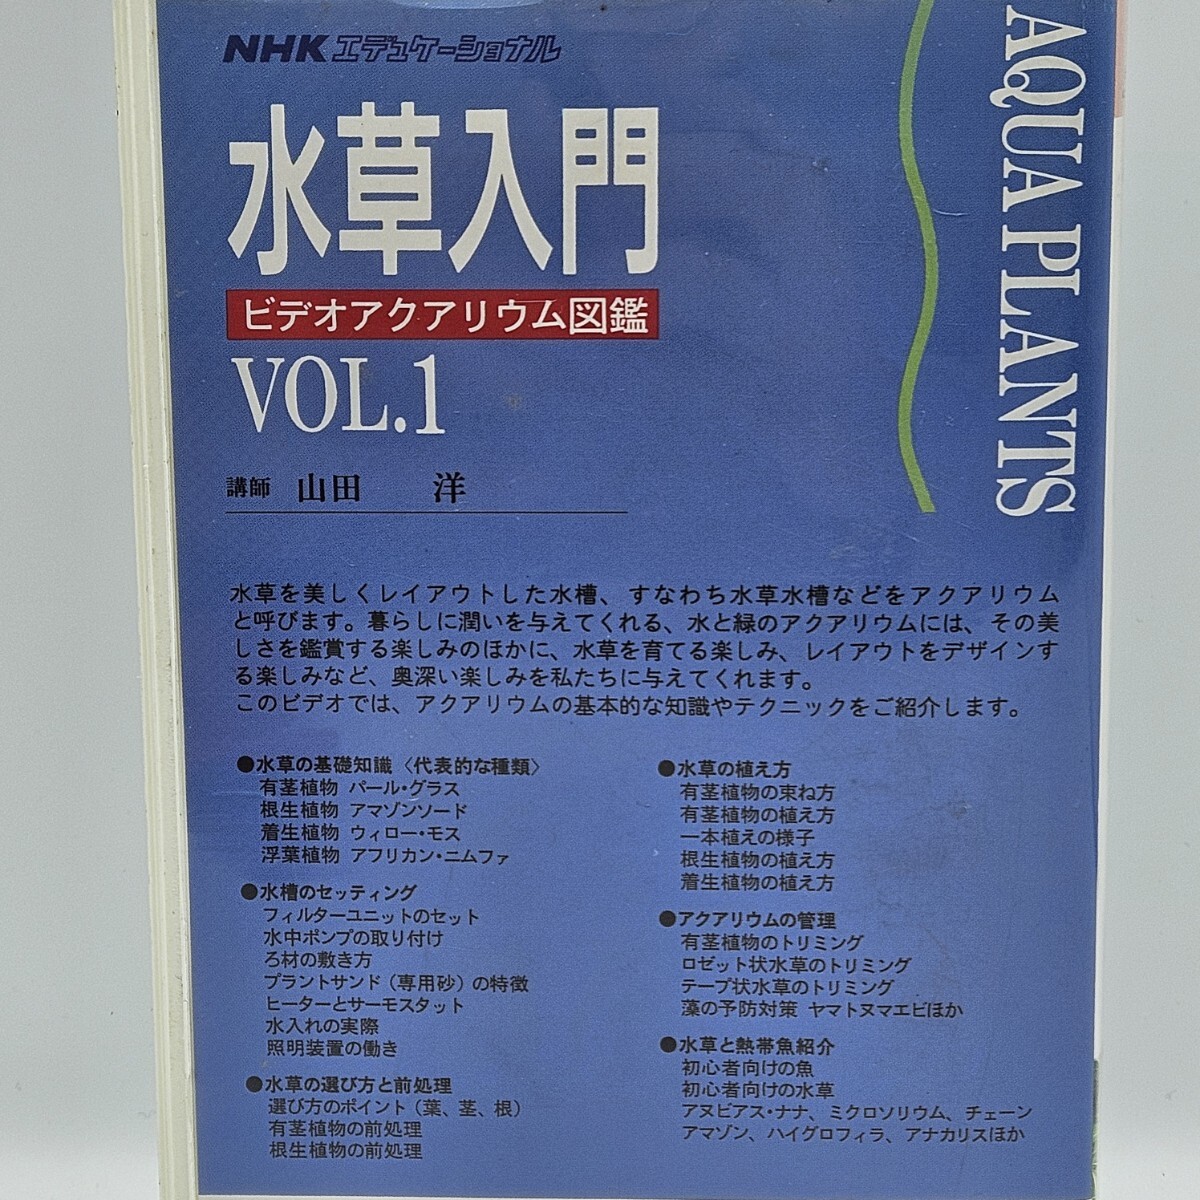 NHKエデュケーショナル
水草入門
ビデオアクアリウム図鑑
VOL.1
講師 山田 洋
AQUA PLANTS
水草を美しくレイアウトした水槽、すなわち水草水槽などをアクアリウム
と呼びます。暮らしに潤いを与えてくれる、水と緑のアクアリウムには、その美
しさを鑑賞する楽しみのほかに、水草を育てる楽しみ、レイアウトをデザインす
る楽しみなど、奥深い楽しみを私たちに与えてくれます。
このビデオでは、アクアリウムの基本的な知識やテクニックをご紹介します。
●水草の基礎知識〈代表的な種類〉
有茎植物 パール・グラス
根生植物 アマゾンソード
着生植物 ウィロー・モス
浮葉植物 アフリカン・ニムファ
●水槽のセッティング
フィルターユニットのセット
水中ポンプの取り付け
ろ材の敷き方
プラントサンド(専用砂)の特徴
ヒーターとサーモスタット
水入れの実際
照明装置の働き
●水草の選び方と前処理
選び方のポイント(葉、茎、根)
有茎植物の前処理
根生植物の前処理
●水草の植え方
有茎植物の束ね方
有茎植物の植え方
一本植えの様子
根生植物の植え方
着生植物の植え方
●アクアリウムの管理
有茎植物のトリミング
ロゼット状水草のトリミング
テープ状水草のトリミング
藻の予防対策 ヤマトヌマエビほか
●水草と熱帯魚紹介
初心者向けの魚
初心者向けの水草
アヌビアス・ナナ、ミクロソリウム、チェーン
アマゾン、ハイグロフィラ、アナカリスほか